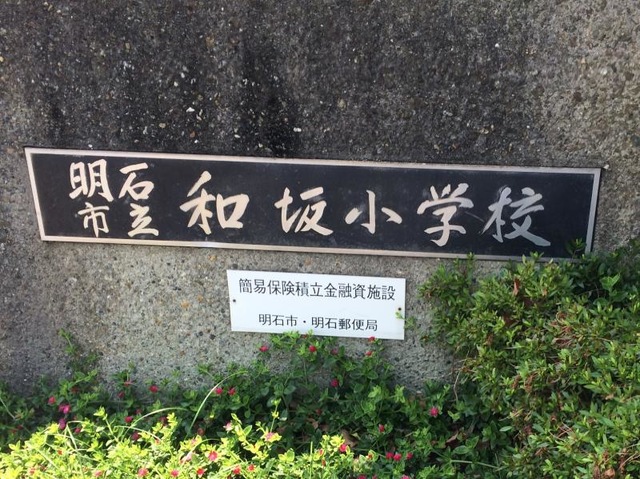 明石市立 和坂小学校
簡易保険積立金融資施設
明石市・明石郵便局